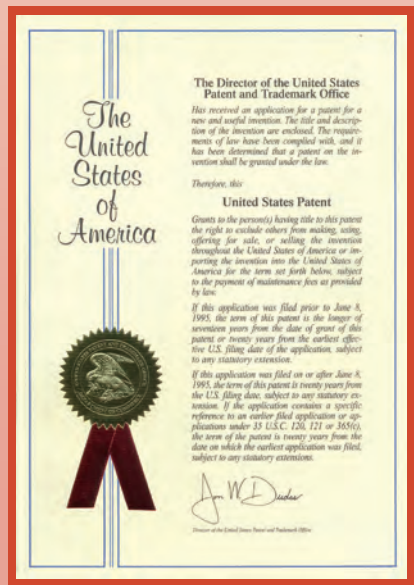 The
United
States
of
America
The Director of the United States
Patent and Trademark Office
Has received an application for a patent for a
new and useful invention. The title and descrip-
tion of the invention are enclosed. The require-
ments of law have been complied with, and it
has been determined that a patent on the in-
vention shall be granted under the law.
Therefore, this
United States Patent
Grants to the person(s) having title to this patent
the right to exclude others from making, using,
offering for sale, or selling the invention
throughout the United States of America or im-
porting the invention into the United States of
America for the term set forth below, subject
to the payment of maintenance fees as provided
by law.
If this application was filed prior to June 8,
1995, the term of this patent is the longer of
seventeen years from the date of grant of this
patent or twenty years from the earliest effec-
tive U.S. filing date of the application, subject
to any statutory extension.
If this application was filed on or after June 8,
1995, the term of this patent is twenty years from
the U.S. filing date, subject to any statutory ex-
tension. If the application contains a specific
reference to an earlier filed application or ap-
plications under 35 U.S.C. 120, 121 or 365(c),
the term of the patent is twenty years from the
date on which the earliest application was filed,
subject to any statutory extensions.
Jon W. Dudas
Director of the United States Patent and Trademark Office